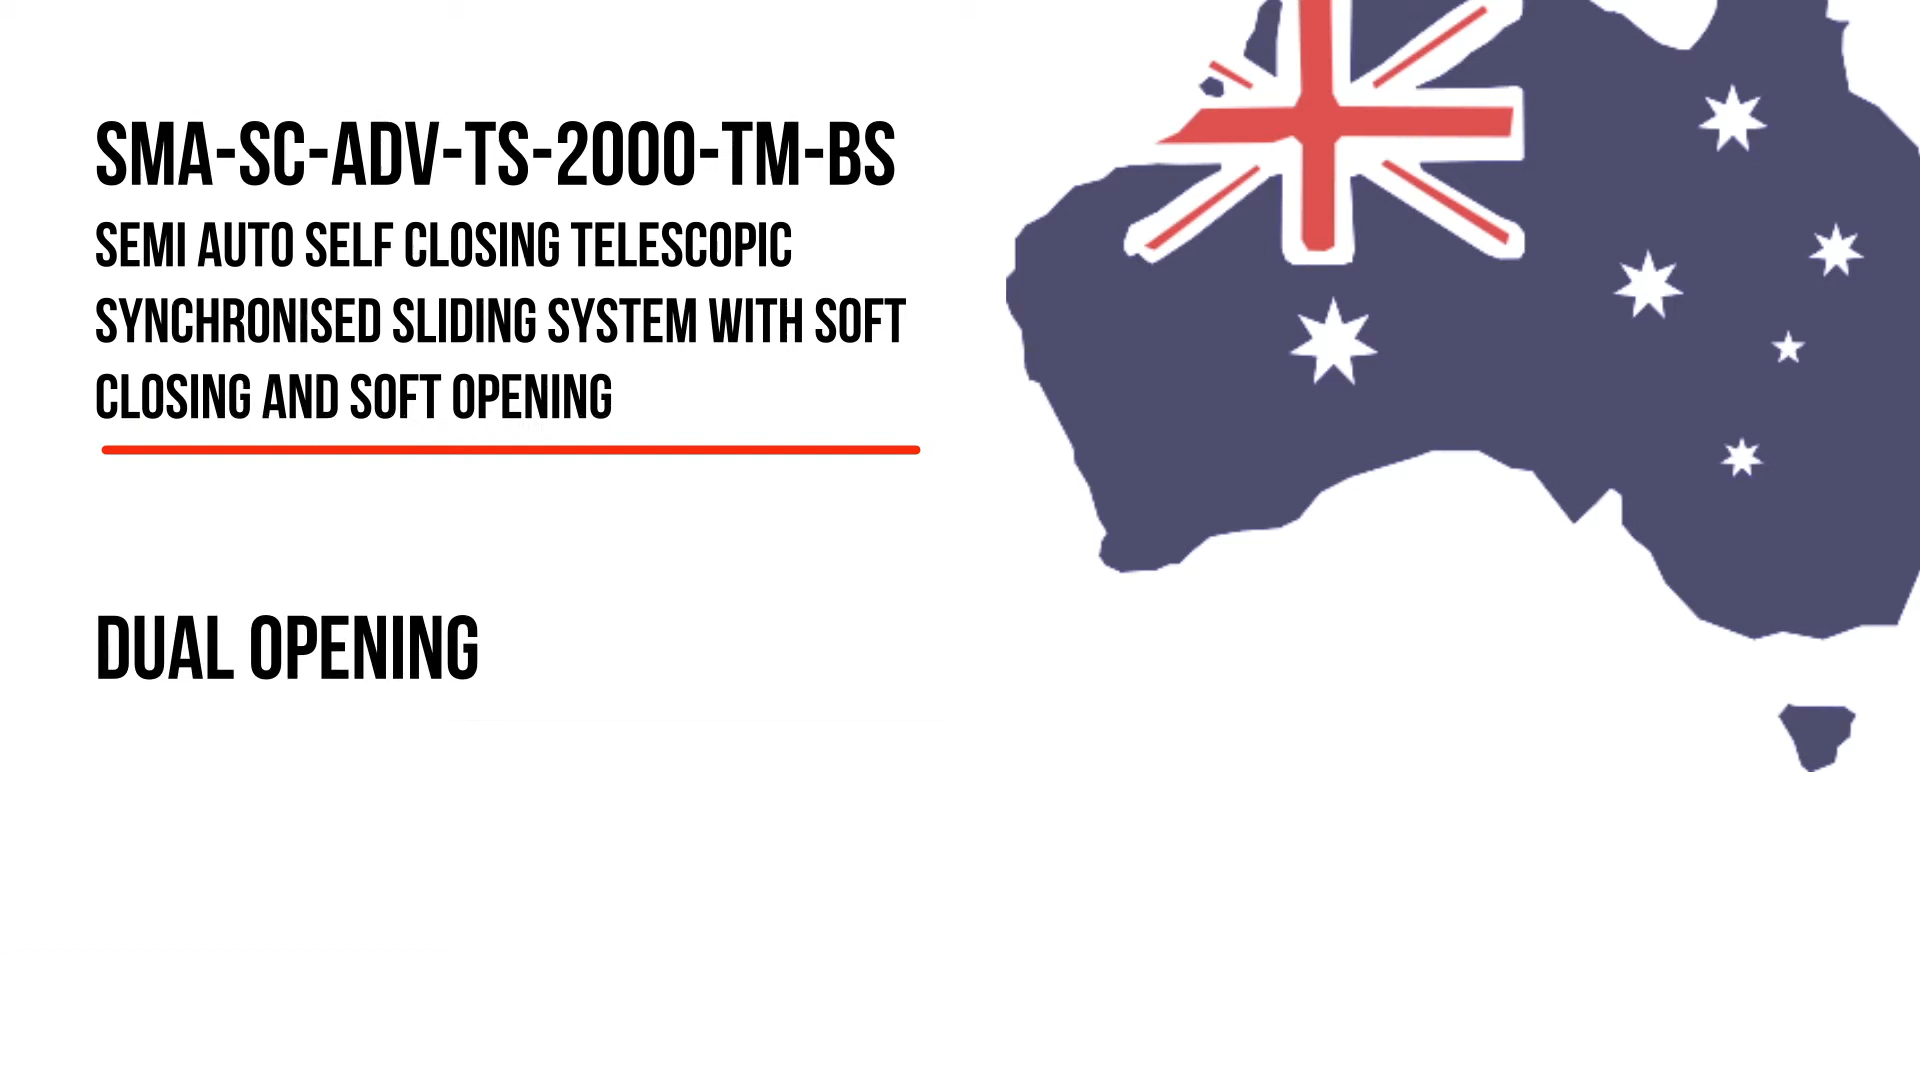 SMA-SC-ADV-TS-2000-TM-BS
SEMI AUTO SELF CLOSING TELESCOPIC
SYNCHRONISED SLIDING SYSTEM WITH SOFT
CLOSING AND SOFT OPENING
DUAL OPENING